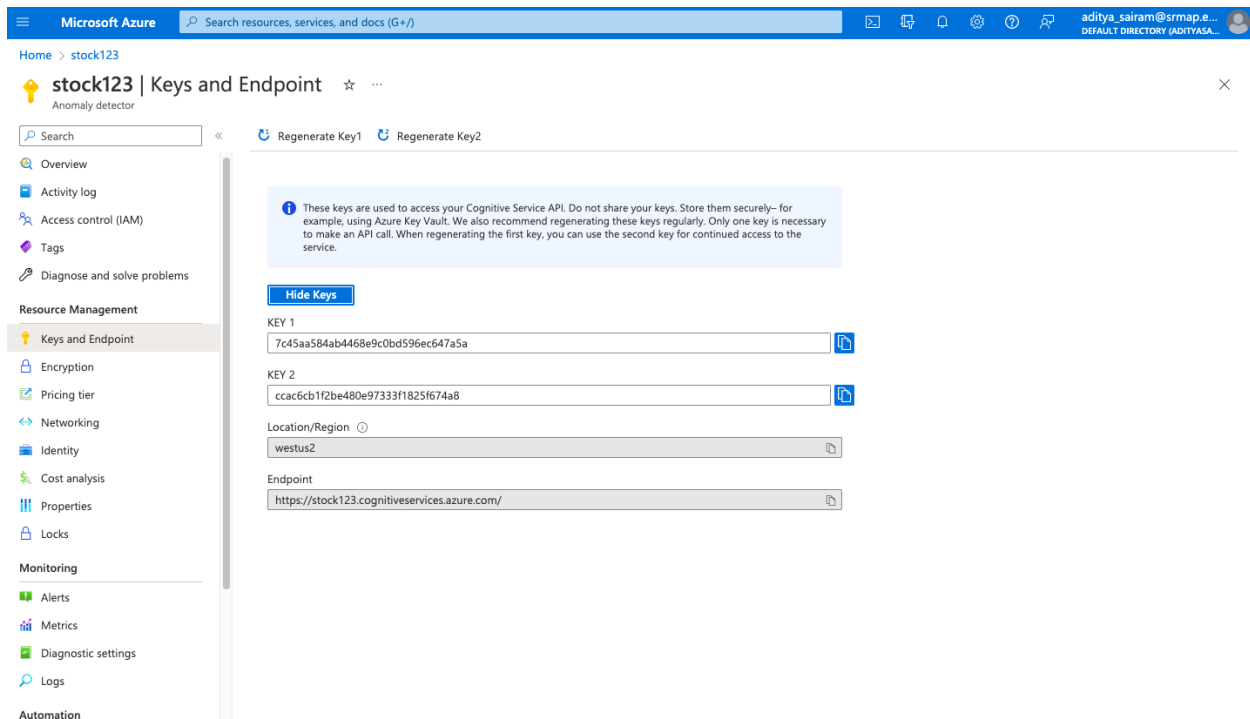 Microsoft Azure
Search resources, services, and docs (G+/)
aditya_sairam@srmap.e...
DEFAULT DIRECTORY (ADITYASA...
Home > stock123
stock123 | Keys and Endpoint
Anomaly detector
Search
Regenerate Key1
Regenerate Key2
Overview
Activity log
Access control (IAM)
Tags
Diagnose and solve problems
Resource Management
Keys and Endpoint
Encryption
Pricing tier
Networking
Identity
Cost analysis
Properties
Locks
Monitoring
Alerts
Metrics
Diagnostic settings
Logs
Automation
These keys are used to access your Cognitive Service API. Do not share your keys. Store them securely– for
example, using Azure Key Vault. We also recommend regenerating these keys regularly. Only one key is necessary
to make an API call. When regenerating the first key, you can use the second key for continued access to the
service.
Hide Keys
KEY 1
7c45aa584ab4468e9c0bd596ec647a5a
KEY 2
ccac6cb1f2be480e97333f1825f674a8
Location/Region
westus2
Endpoint
https://stock123.cognitiveservices.azure.com/